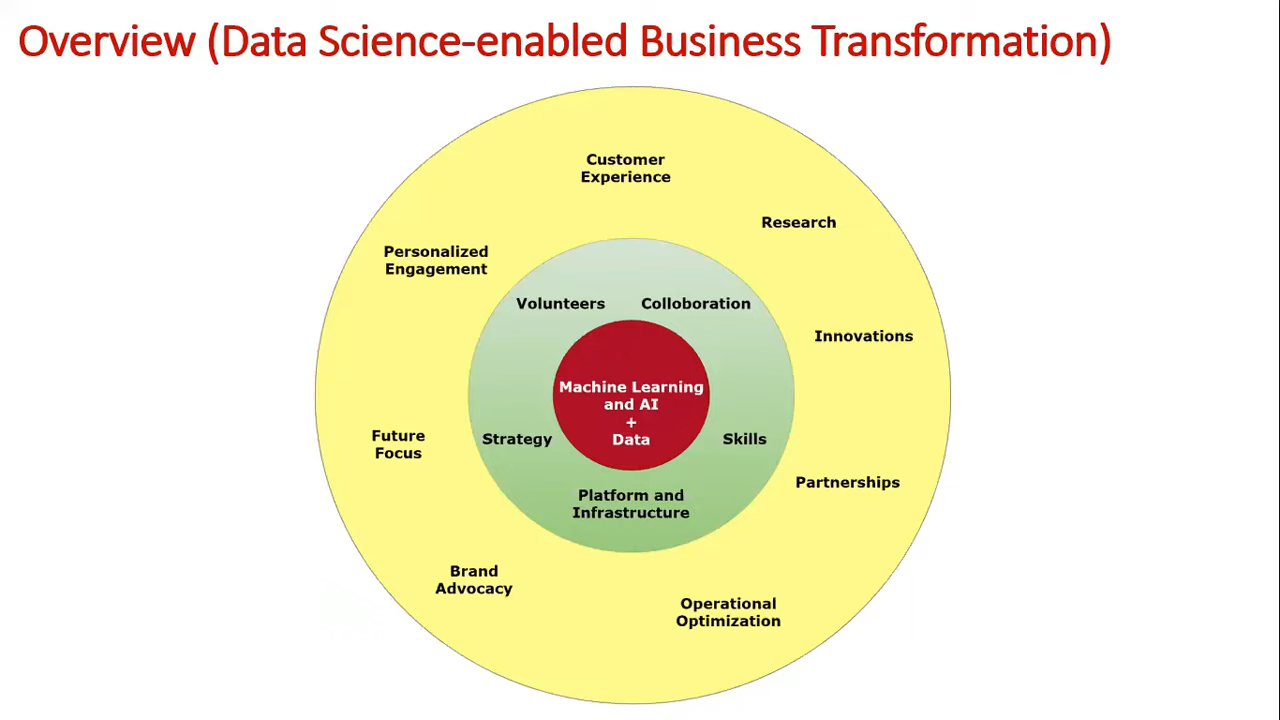 Overview (Data Science-enabled Business Transformation)
Customer
Experience
Research
Personalized
Engagement
Volunteers
Colloboration
Innovations
Machine Learning
and AI
+
Data
Future
Focus
Strategy
Skills
Partnerships
Platform and
Infrastructure
Brand
Advocacy
Operational
Optimization